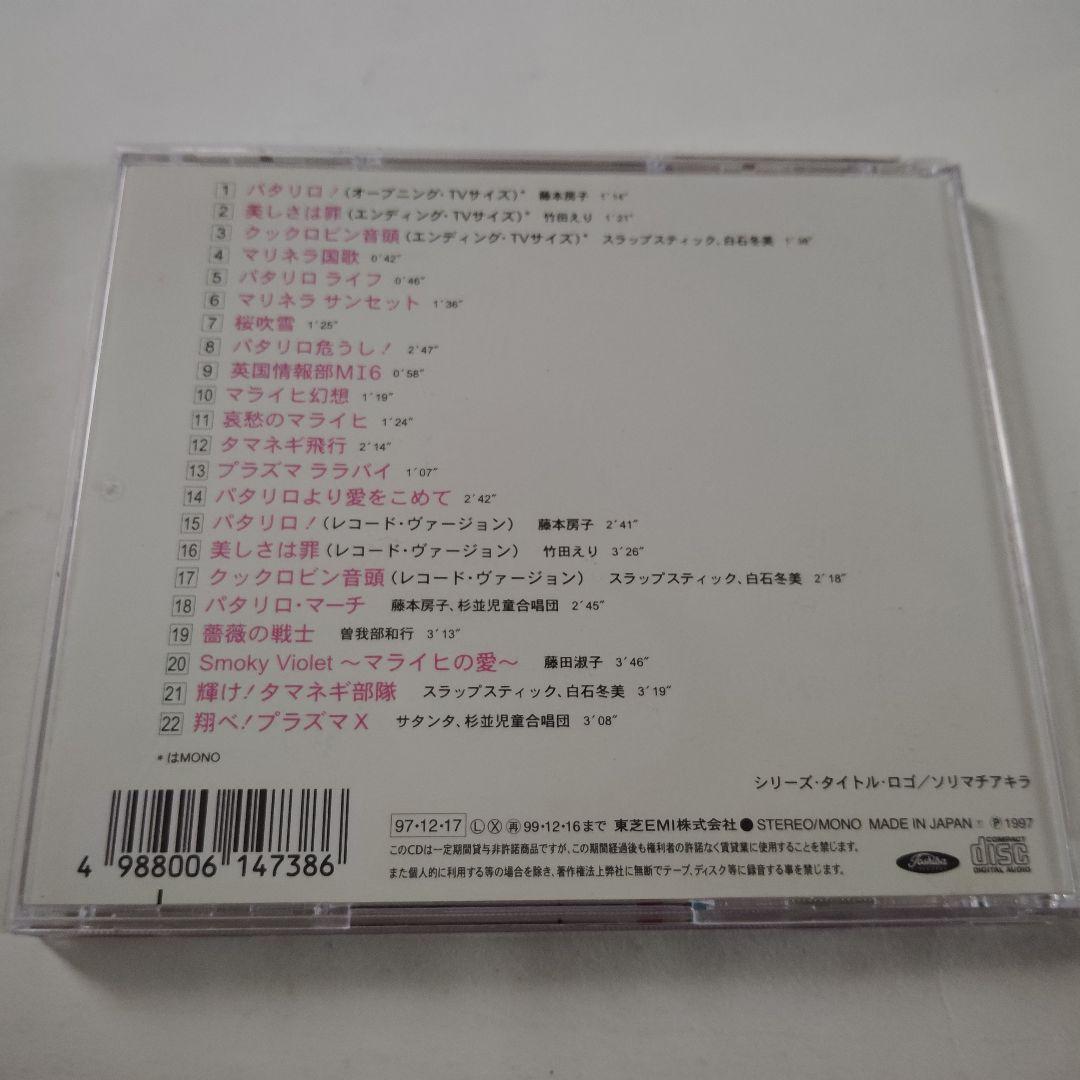 1 パタリロ!(オープニング・TVサイズ)* 藤本房子 1'14"
2 美しさは罪(エンディング・TVサイズ)* 竹田えり 1'21"
3 クックロビン音頭(エンディング・TVサイズ)* スラップスティック、白石冬美
4 マリネラ国歌 0'42"
5 パタリロ ライフ 0'46"
6 マリネラ サンセット 1'36"
7 桜吹雪 1'25"
8 パタリロ危うし! 2'47"
9 英国情報部MI6 0'58"
10 マライヒ幻想 1'19"
11 哀愁のマライヒ 1'24"
12 タマネギ飛行 2'14"
13 プラズマ ララバイ 1'07"
14 パタリロより愛をこめて 2'42"
15 パタリロ!(レコード・ヴァージョン) 藤本房子 2'41"
16 美しさは罪(レコード・ヴァージョン) 竹田えり 3'26"
17 クックロビン音頭(レコード・ヴァージョン) スラップスティック、白石冬美 2'18"
18 パタリロ・マーチ 藤本房子、杉並児童合唱団 2'45"
19 薔薇の戦士 曽我部和行 3'13"
20 Smoky Violet ～マライヒの愛～ 藤田淑子 3'46"
21 輝け!タマネギ部隊 スラップスティック、白石冬美 3'19"
22 翔べ!プラズマX サタンタ、杉並児童合唱団 3'08"
*はMONO
シリーズ・タイトル・ロゴ/ソリマチアキラ
4 988006 147386
97・12・17 Ⓛ Ⓧ 再 99・12・16まで 東芝EMI株式会社 ● STEREO/MONO MADE IN JAPAN Ⓟ 1997
このCDは一定期間貸与非許諾商品ですが、この期間経過後も権利者の許諾なく賃貸業に使用することを禁じます。
また個人的に利用する等の場合を除き、著作権法上弊社に無断でテープ、ディスク等に録音する事を禁じます。
Toshiba
COMPACT
disc
DIGITAL AUDIO